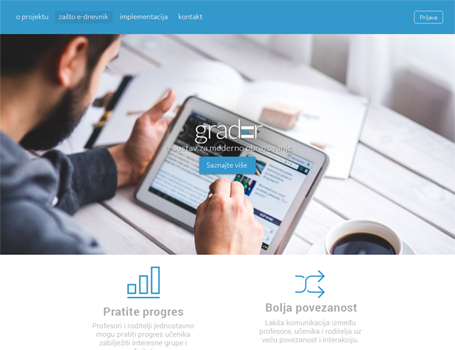 o projektu zašto e-dnevnik implementacija kontakt Prijava
grader
sustav za moderno obrazovanje
Saznajte više
Pratite progres
Bolja povezanost
Profesori i roditelji jednostavno
mogu pratiti progres učenika
zabilježiti interesne grupe i
Lakša komunikacija između
profesora, učenika i roditelja uz
veću povezanost i interakciju.